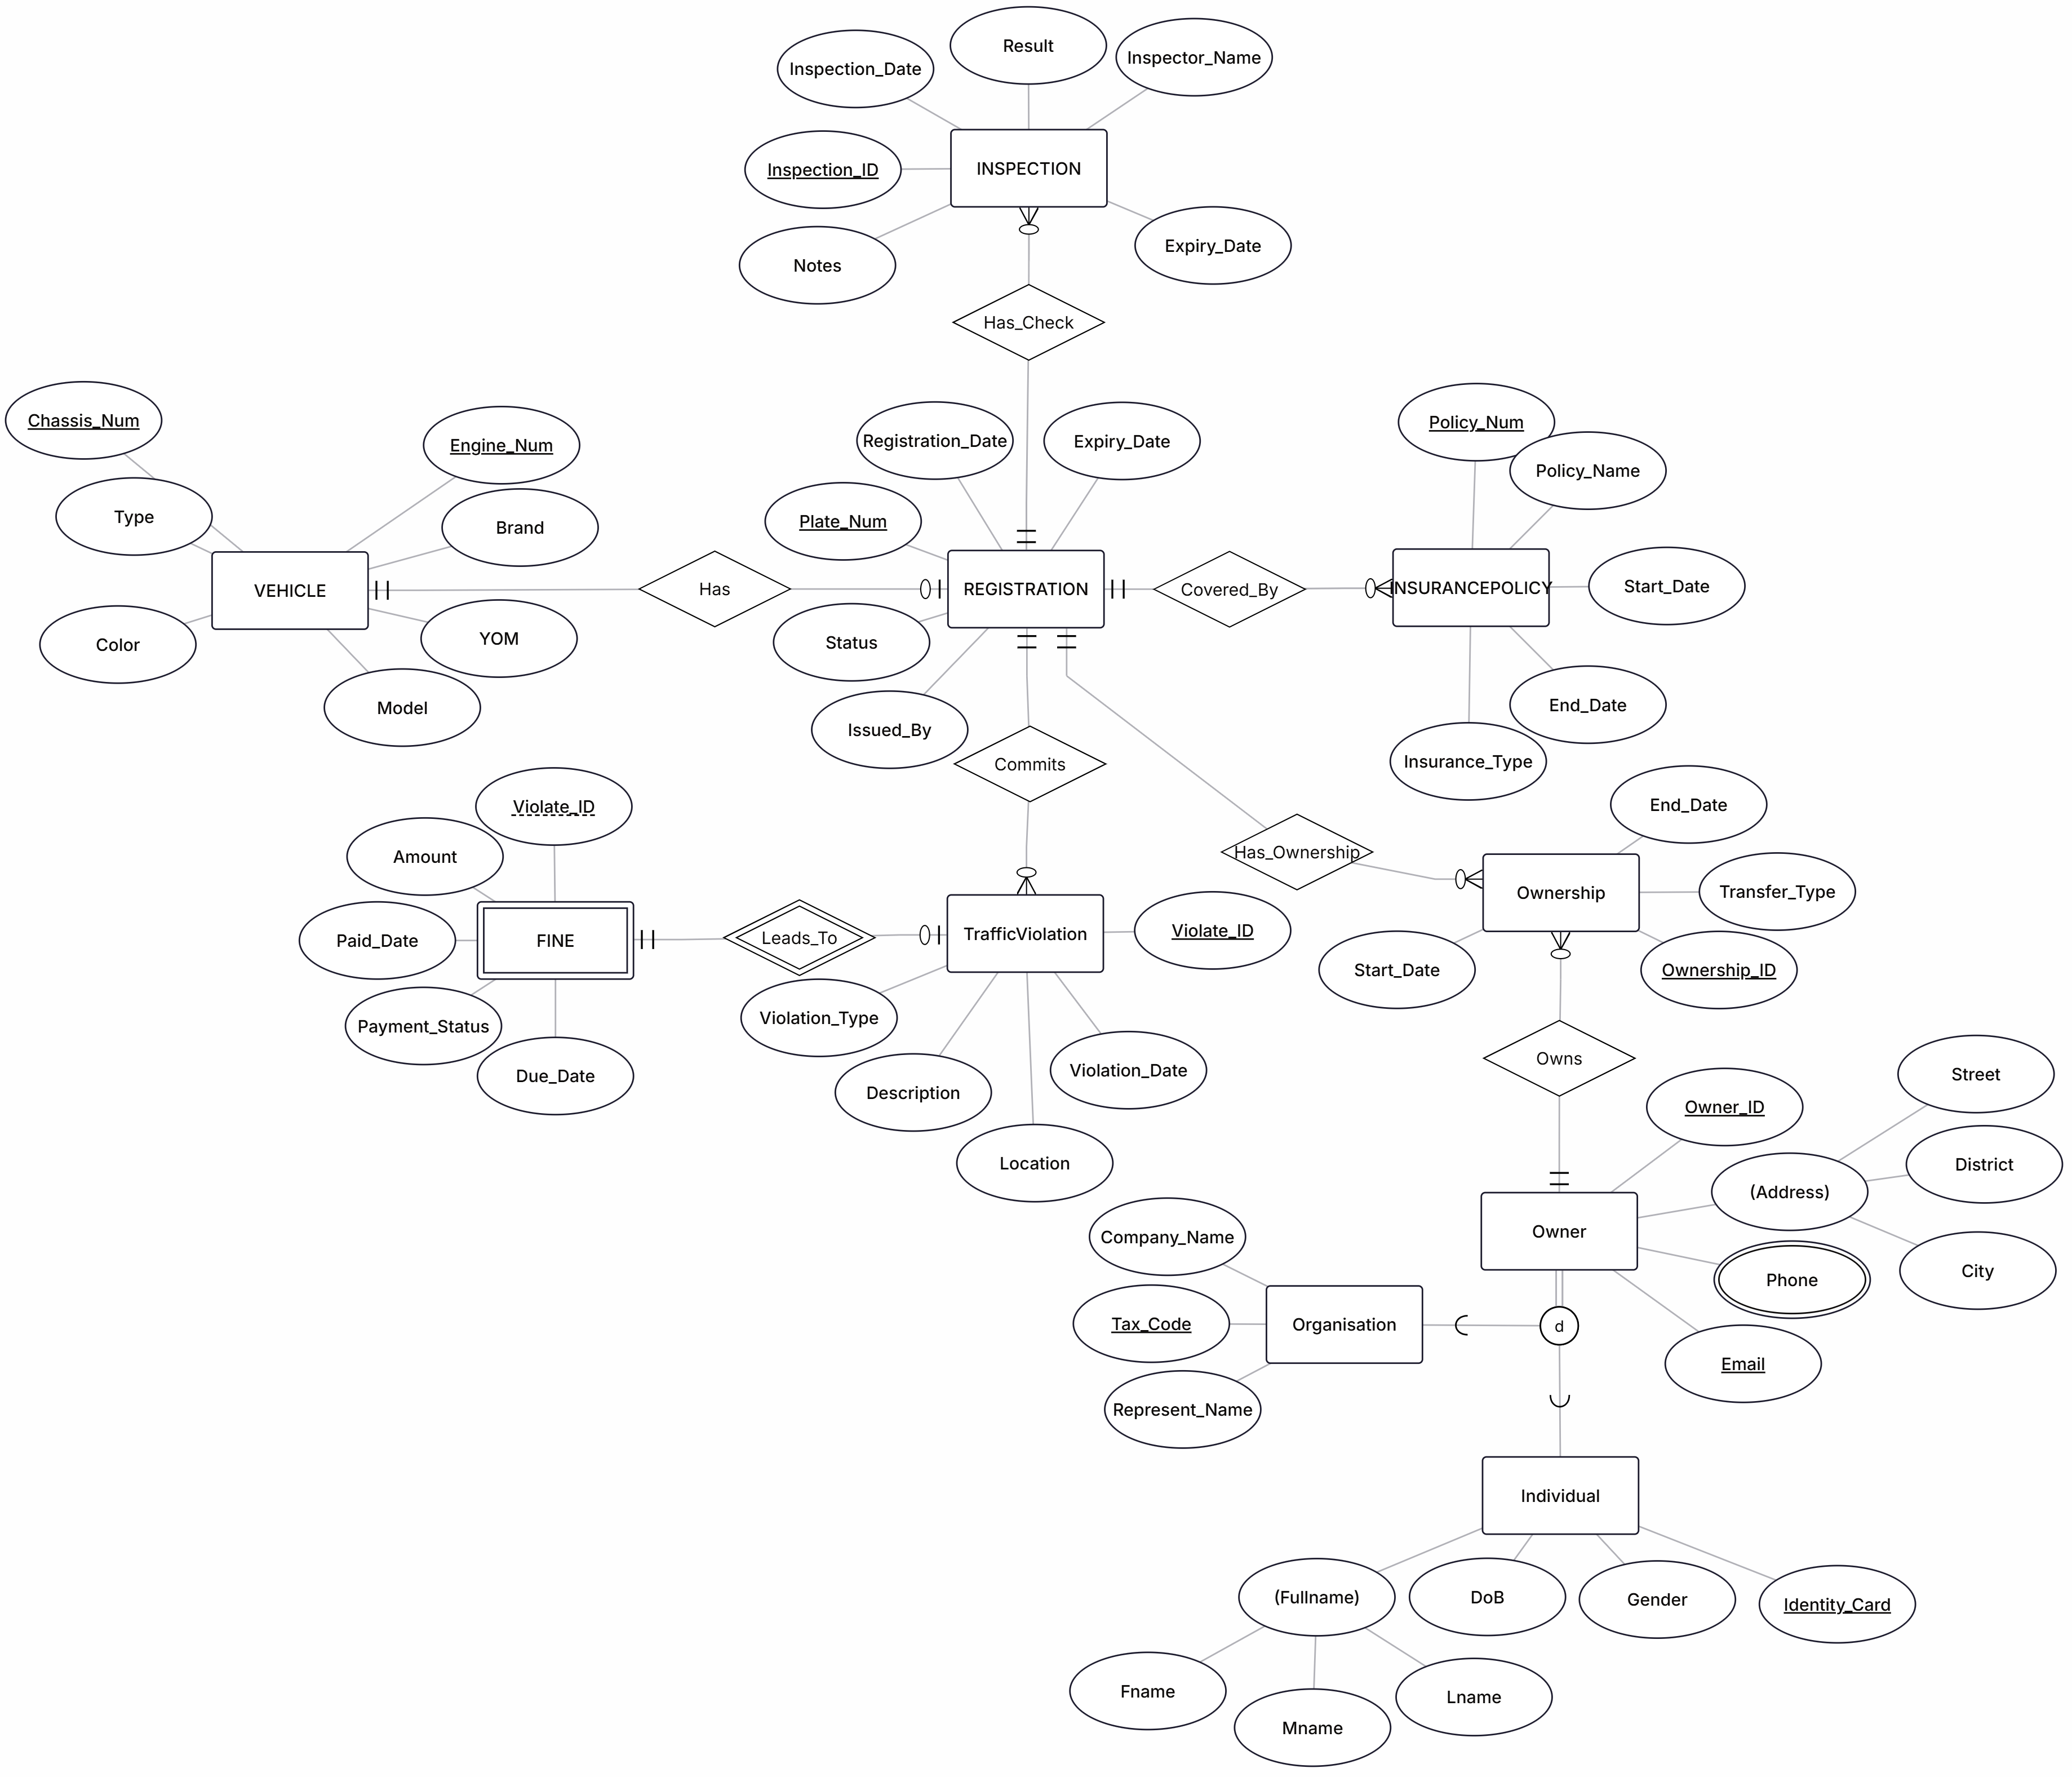 Result
Inspector_Name
Inspection_Date
INSPECTION
Inspection_ID
Expiry_Date
Notes
Has_Check
Chassis_Num
Engine_Num
Type
Brand
VEHICLE
Color
YOM
Model
Has
Registration_Date
Expiry_Date
Plate_Num
REGISTRATION
Status
Issued_By
Covered_By
Policy_Num
Policy_Name
INSURANCEPOLICY
Start_Date
End_Date
Insurance_Type
Commits
Has_Ownership
Violate_ID
Amount
Paid_Date
FINE
Payment_Status
Due_Date
Leads_To
TrafficViolation
Violate_ID
Violation_Type
Description
Violation_Date
Location
End_Date
Ownership
Transfer_Type
Start_Date
Ownership_ID
Owns
Owner_ID
Street
(Address)
District
Owner
City
Phone
Email
Company_Name
Tax_Code
Organisation
d
Represent_Name
Individual
(Fullname)
DoB
Gender
Identity_Card
Fname
Mname
Lname